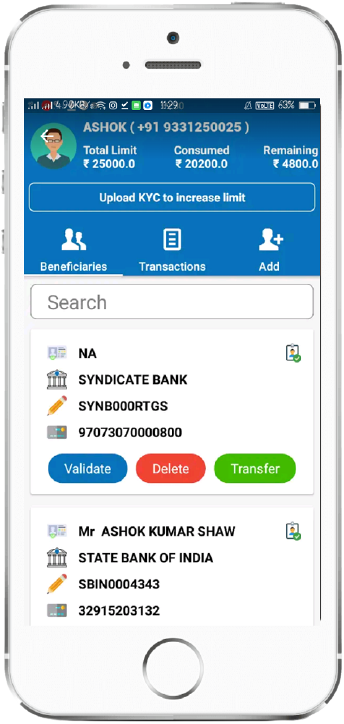 4.90KB/s 11:29 VoLTE 63%
ASHOK ( +91 9331250025 )
Total Limit Consumed Remaining
₹ 25000.0 ₹ 20200.0 ₹ 4800.0
Upload KYC to increase limit
Beneficiaries Transactions Add
Search
NA
SYNDICATE BANK
SYNB000RTGS
97073070000800
Validate Delete Transfer
Mr ASHOK KUMAR SHAW
STATE BANK OF INDIA
SBIN0004343
32915203132